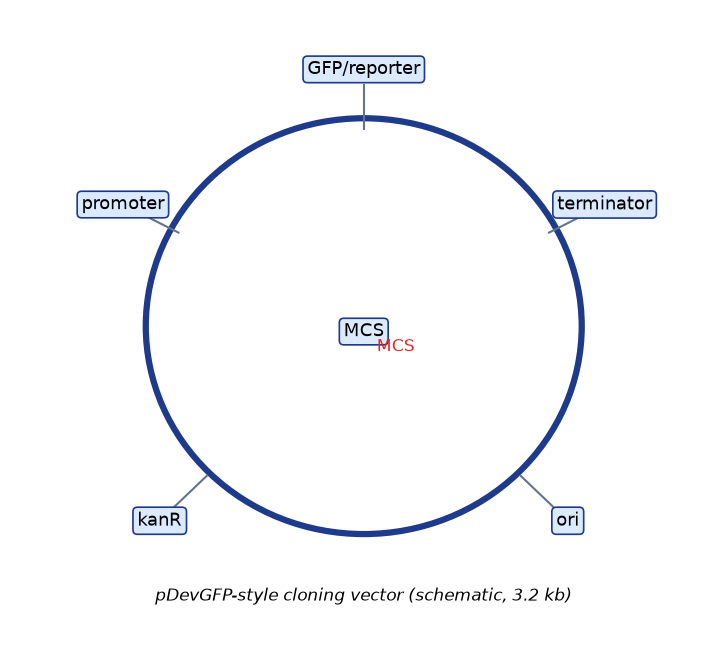 GFP/reporter
promoter
terminator
MCS
MCS
kanR
ori
pDevGFP-style cloning vector (schematic, 3.2 kb)